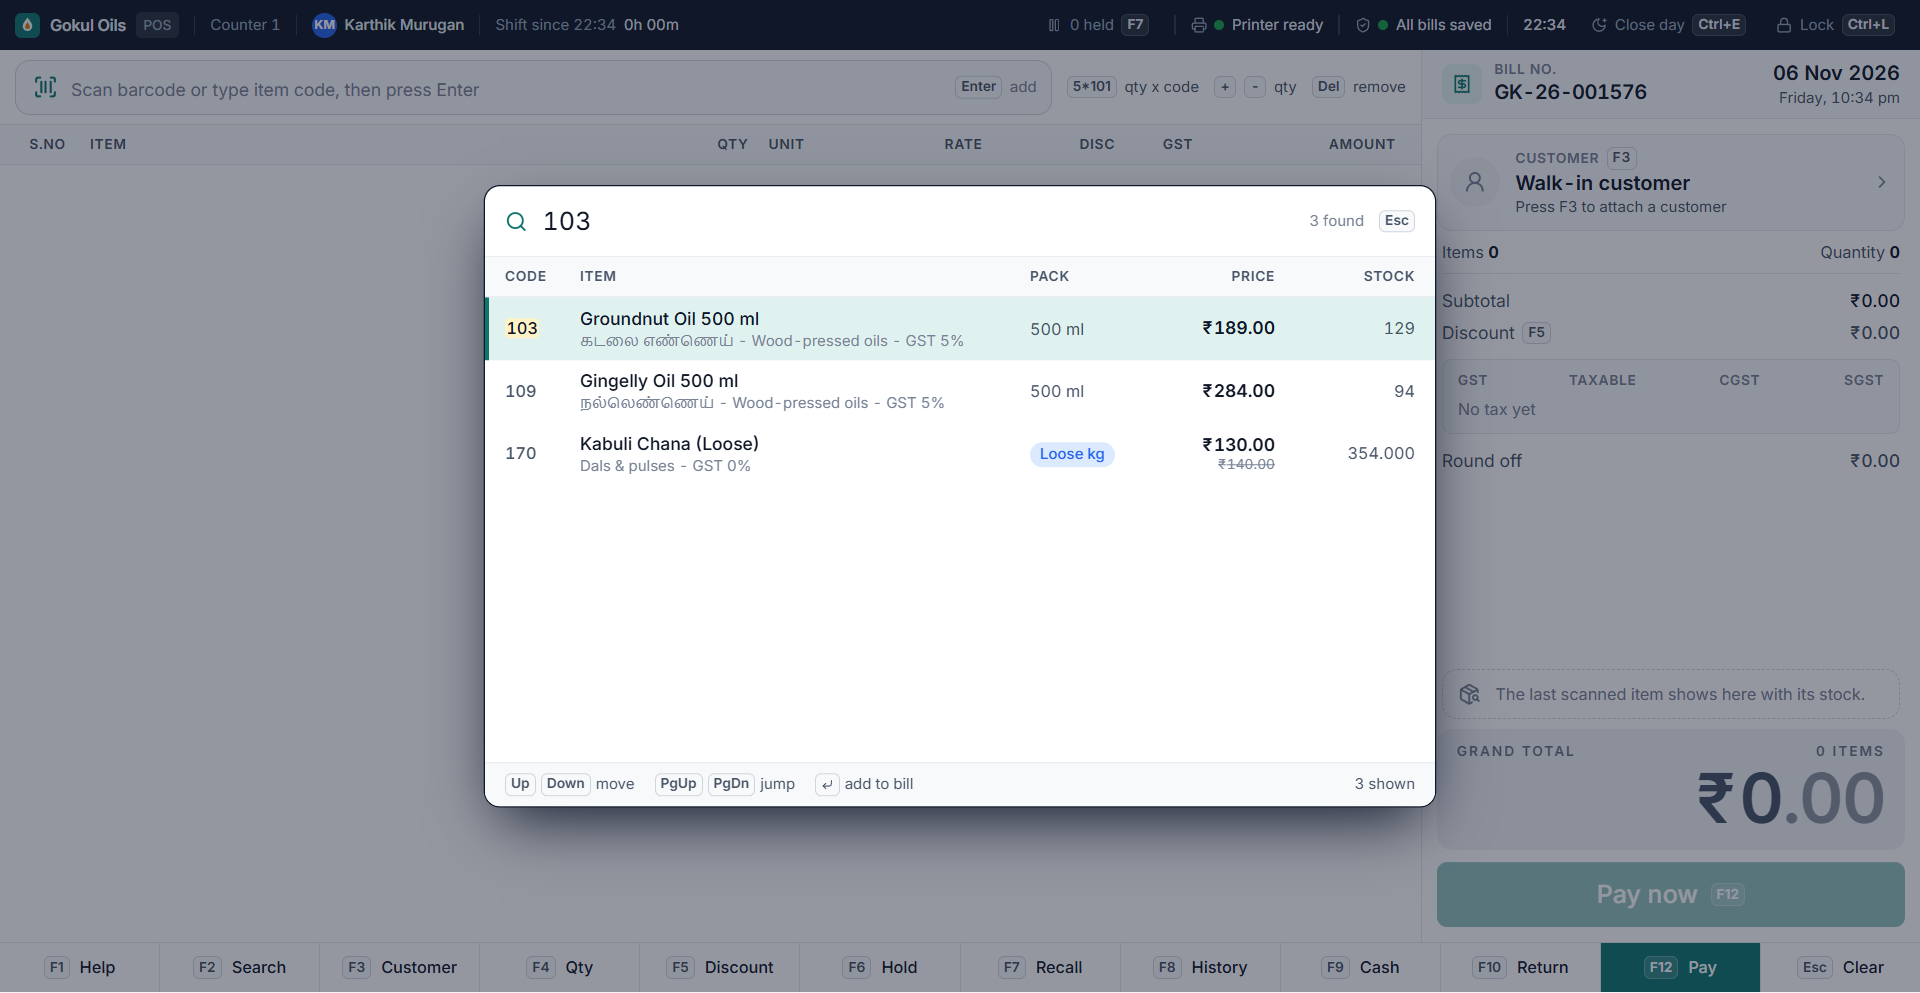 Gokul Oils POS Counter 1 KM Karthik Murugan Shift since 22:34 0h 00m 0 held F7 Printer ready All bills saved 22:34 Close day Ctrl+E Lock Ctrl+L
Scan barcode or type item code, then press Enter Enter add 5*101 qty x code + - qty Del remove
BILL NO.
GK-26-001576
06 Nov 2026
Friday, 10:34 pm
S.NO ITEM QTY UNIT RATE DISC GST AMOUNT
CUSTOMER F3
Walk-in customer
Press F3 to attach a customer
Items 0 Quantity 0
Subtotal ₹0.00
Discount F5 ₹0.00
GST TAXABLE CGST SGST
No tax yet
Round off ₹0.00
The last scanned item shows here with its stock.
GRAND TOTAL 0 ITEMS
₹0.00
Pay now F12
103 3 found Esc
CODE ITEM PACK PRICE STOCK
103 Groundnut Oil 500 ml 500 ml ₹189.00 129
கடலை எண்ணெய் - Wood-pressed oils - GST 5%
109 Gingelly Oil 500 ml 500 ml ₹284.00 94
நல்லெண்ணெய் - Wood-pressed oils - GST 5%
170 Kabuli Chana (Loose) Loose kg ₹130.00 354.000
Dals & pulses - GST 0% ₹140.00
Up Down move PgUp PgDn jump ↵ add to bill 3 shown
F1 Help F2 Search F3 Customer F4 Qty F5 Discount F6 Hold F7 Recall F8 History F9 Cash F10 Return F12 Pay Esc Clear